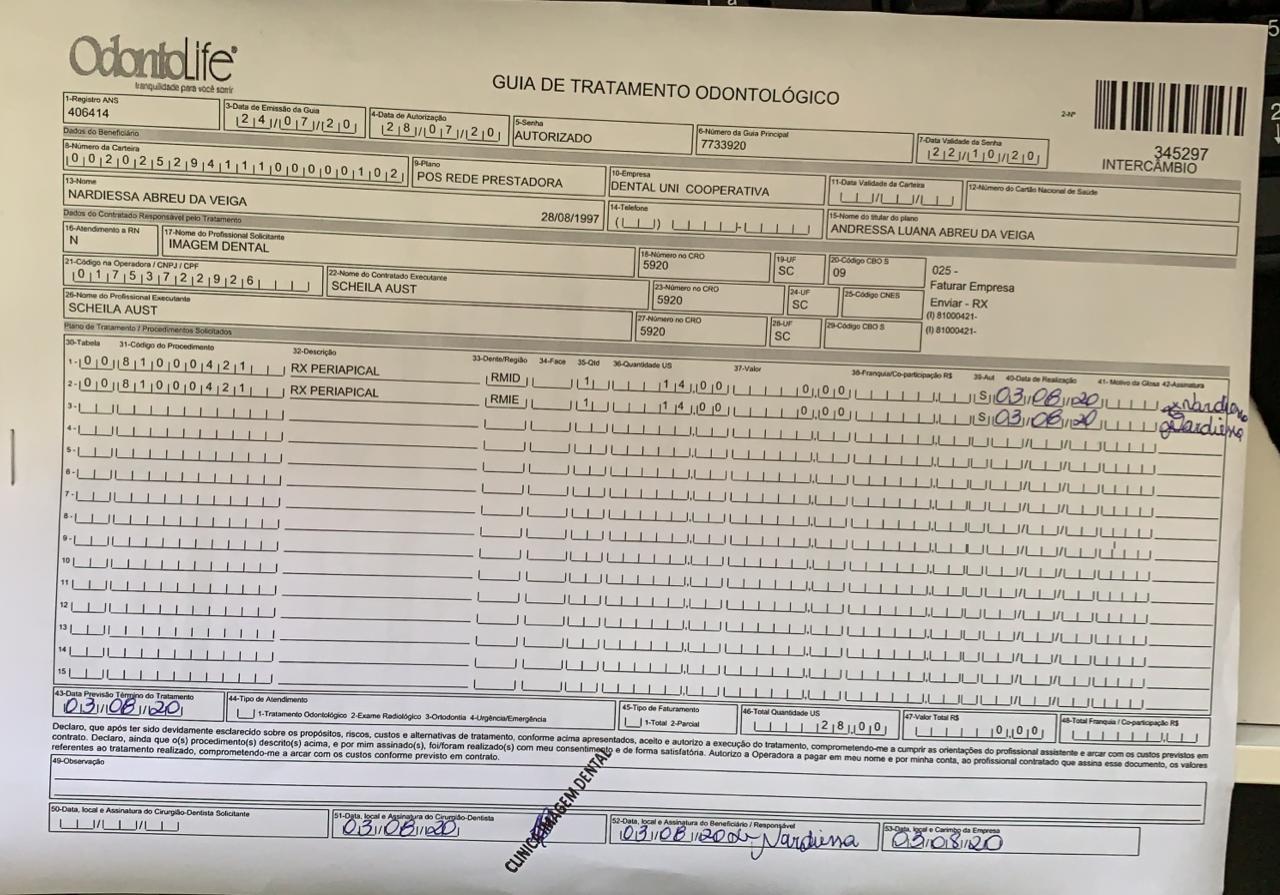 OdontoLife®
tranquilidade para você sorrir
GUIA DE TRATAMENTO ODONTOLÓGICO
2-Nº
345297
INTERCÂMBIO
1-Registro ANS
406414
3-Data de Emissão da Guia
24/07/20
4-Data de Autorização
28/07/20
5-Senha
AUTORIZADO
6-Número da Guia Principal
7733920
7-Data Validade da Senha
22/10/20
Dados do Beneficiário
8-Número da Carteira
00202529411100000102
9-Plano
POS REDE PRESTADORA
10-Empresa
DENTAL UNI COOPERATIVA
11-Data Validade da Carteira
12-Número do Cartão Nacional de Saúde
13-Nome
NARDIESSA ABREU DA VEIGA 28/08/1997
14-Telefone
15-Nome do titular do plano
ANDRESSA LUANA ABREU DA VEIGA
Dados do Contratado Responsável pelo Tratamento
16-Atendimento a RN
N
17-Nome do Profissional Solicitante
IMAGEM DENTAL
18-Número no CRO
5920
19-UF
SC
20-Código CBO S
09
025 -
Faturar Empresa
Enviar - RX
(I) 81000421-
(I) 81000421-
21-Código na Operadora / CNPJ / CPF
01753722926
22-Nome do Contratado Executante
SCHEILA AUST
23-Número no CRO
5920
24-UF
SC
25-Código CNES
26-Nome do Profissional Executante
SCHEILA AUST
27-Número no CRO
5920
28-UF
SC
29-Código CBO S
Plano de Tratamento / Procedimentos Solicitados
30-Tabela 31-Código do Procedimento 32-Descrição 33-Dente/Região 34-Face 35-Qtd 36-Quantidade US 37-Valor 38-Franquia/Co-participação R$ 39-Aut 40-Data de Realização 41- Motivo da Glosa 42-Assinatura
1- 00 81000421 RX PERIAPICAL RMID 1 14,00 0,00 S 03/08/20 Nardiessa
2- 00 81000421 RX PERIAPICAL RMIE 1 14,00 0,00 S 03/08/20 Nardiessa
3-
4-
5-
6-
7-
8-
9-
10
11
12
13
14
15
43-Data Previsão Término do Tratamento
03/08/20
44-Tipo de Atendimento
1-Tratamento Odontológico 2-Exame Radiológico 3-Ortodontia 4-Urgência/Emergência
45-Tipo de Faturamento
1-Total 2-Parcial
46-Total Quantidade US
28,00
47-Valor Total R$
0,00
48-Total Franquia / Co-participação R$
Declaro, que após ter sido devidamente esclarecido sobre os propósitos, riscos, custos e alternativas de tratamento, conforme acima apresentados, aceito e autorizo a execução do tratamento, comprometendo-me a cumprir as orientações do profissional assistente e arcar com os custos previstos em
contrato. Declaro, ainda que o(s) procedimento(s) descrito(s) acima, e por mim assinado(s), foi/foram realizado(s) com meu consentimento e de forma satisfatória. Autorizo a Operadora a pagar em meu nome e por minha conta, ao profissional contratado que assina esse documento, os valores
referentes ao tratamento realizado, comprometendo-me a arcar com os custos conforme previsto em contrato.
49-Observação
50-Data, local e Assinatura do Cirurgião-Dentista Solicitante
51-Data, local e Assinatura do Cirurgião-Dentista
03/08/20
IMAGEM DENTAL
52-Data, local e Assinatura do Beneficiário / Responsável
03/08/20 Nardiessa
53-Data, local e Carimbo da Empresa
03/08/20